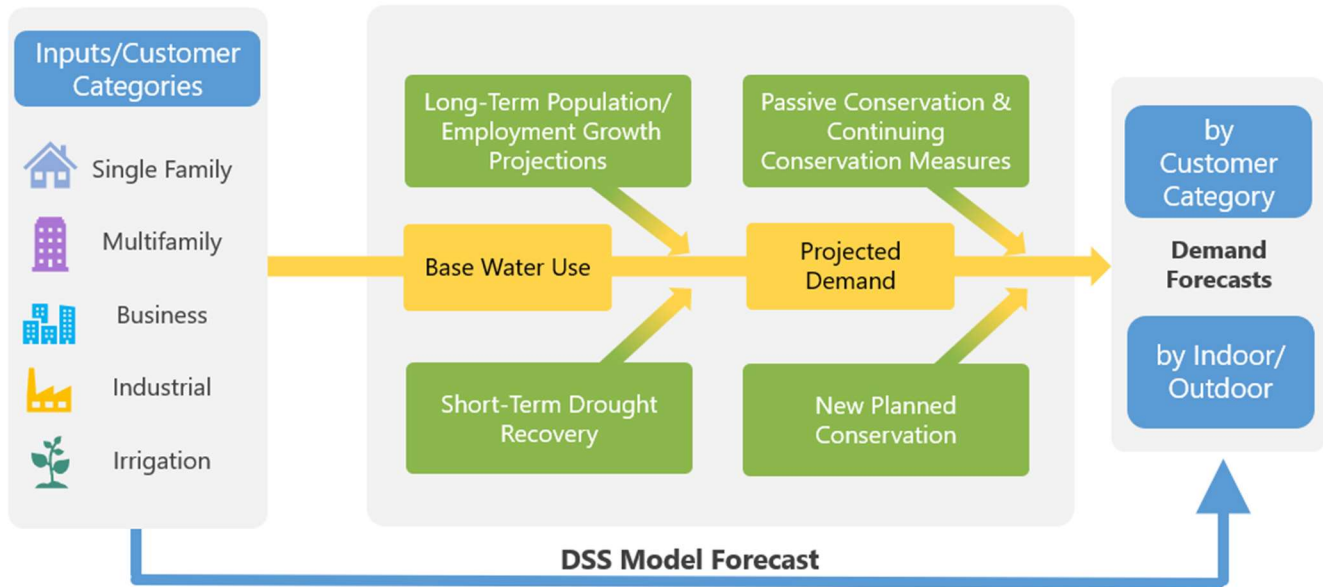 Inputs/Customer
Categories
Single Family
Multifamily
Business
Industrial
Irrigation
Long-Term Population/
Employment Growth
Projections
Passive Conservation &
Continuing
Conservation Measures
Base Water Use
Projected
Demand
Short-Term Drought
Recovery
New Planned
Conservation
by
Customer
Category
Demand
Forecasts
by Indoor/
Outdoor
DSS Model Forecast